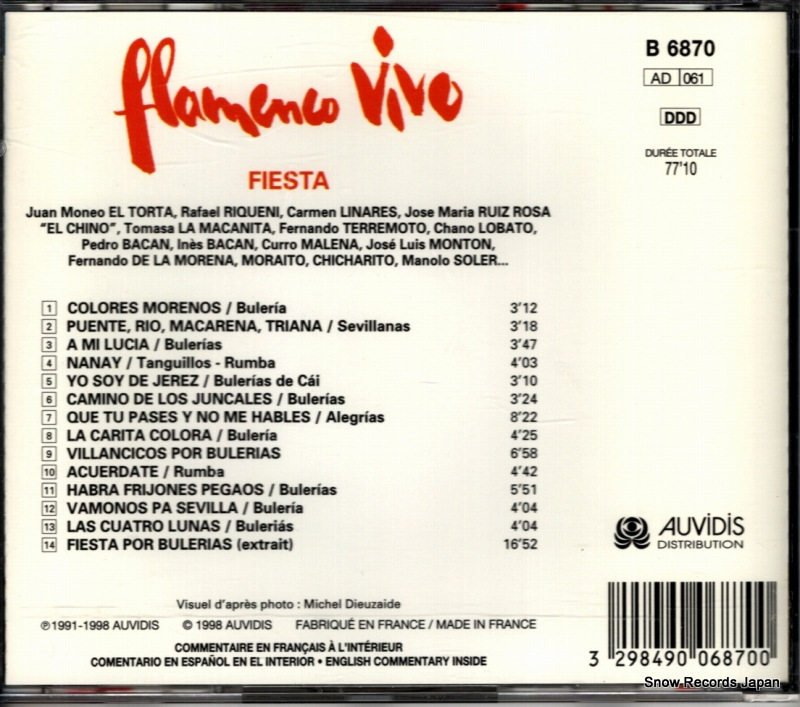 flamenco vivo
B 6870
AD 061
DDD
DURÉE TOTALE
77'10
FIESTA
Juan Moneo EL TORTA, Rafael RIQUENI, Carmen LINARES, Jose Maria RUIZ ROSA
"EL CHINO", Tomasa LA MACANITA, Fernando TERREMOTO, Chano LOBATO,
Pedro BACAN, Inès BACAN, Curro MALENA, José Luis MONTON,
Fernando DE LA MORENA, MORAITO, CHICHARITO, Manolo SOLER...
1 COLORES MORENOS / Bulería 3'12
2 PUENTE, RIO, MACARENA, TRIANA / Sevillanas 3'18
3 A MI LUCIA / Bulerías 3'47
4 NANAY / Tanguillos - Rumba 4'03
5 YO SOY DE JEREZ / Bulerías de Cái 3'10
6 CAMINO DE LOS JUNCALES / Bulerías 3'24
7 QUE TU PASES Y NO ME HABLES / Alegrías 8'22
8 LA CARITA COLORA / Bulería 4'25
9 VILLANCICOS POR BULERIAS 6'58
10 ACUERDATE / Rumba 4'42
11 HABRA FRIJONES PEGAOS / Bulerías 5'51
12 VAMONOS PA SEVILLA / Bulería 4'04
13 LAS CUATRO LUNAS / Buleriás 4'04
14 FIESTA POR BULERIAS (extrait) 16'52
AUVIDIS
DISTRIBUTION
Visuel d'après photo : Michel Dieuzaide
℗ 1991-1998 AUVIDIS © 1998 AUVIDIS FABRIQUÉ EN FRANCE / MADE IN FRANCE
COMMENTAIRE EN FRANÇAIS À L'INTÉRIEUR
COMENTARIO EN ESPAÑOL EN EL INTERIOR • ENGLISH COMMENTARY INSIDE
3 298490 068700
Snow Records Japan